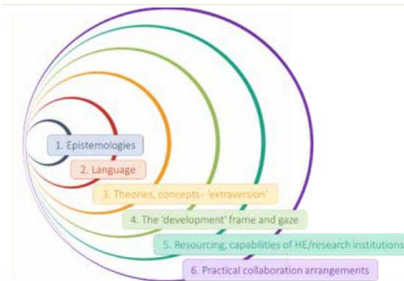 1. Epistemologies
2. Language
3. Theories, concepts - 'extraversion'
4. The 'development' frame and gaze
5. Resourcing, capabilities of HE/research institutions
6. Practical collaboration arrangements